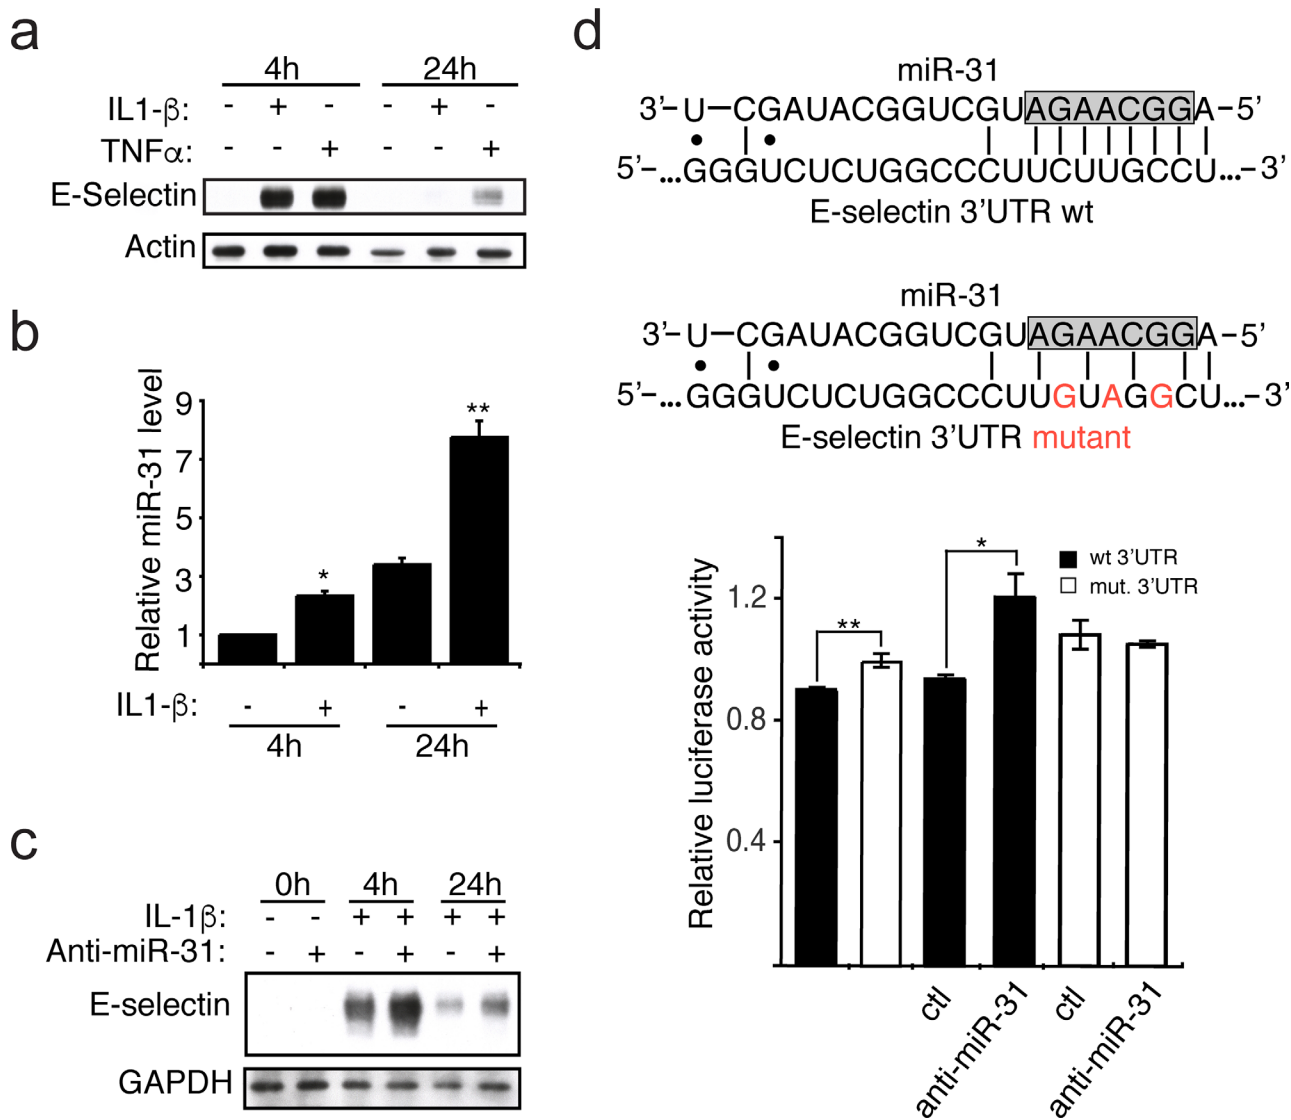 a
4h 24h
IL1-β: - + - - + -
TNFα: - - + - - +
E-Selectin
Actin
b
Relative miR-31 level
9
7
5
3
1
*
**
IL1-β: - + - +
4h 24h
c
0h 4h 24h
IL-1β: - - + + + +
Anti-miR-31: - + - + - +
E-selectin
GAPDH
d
miR-31
3’-U-CGAUACGGUCGUAGAACGGA-5’
5’-...GGGUCUCUGGCCCUUCUUGCCU...-3’
E-selectin 3’UTR wt
miR-31
3’-U-CGAUACGGUCGUAGAACGGA-5’
5’-...GGGUCUCUGGCCCUUGUAGGCU...-3’
E-selectin 3’UTR mutant
Relative luciferase activity
1.2
0.8
0.4
**
*
wt 3’UTR
mut. 3’UTR
ctl
anti-miR-31
ctl
anti-miR-31